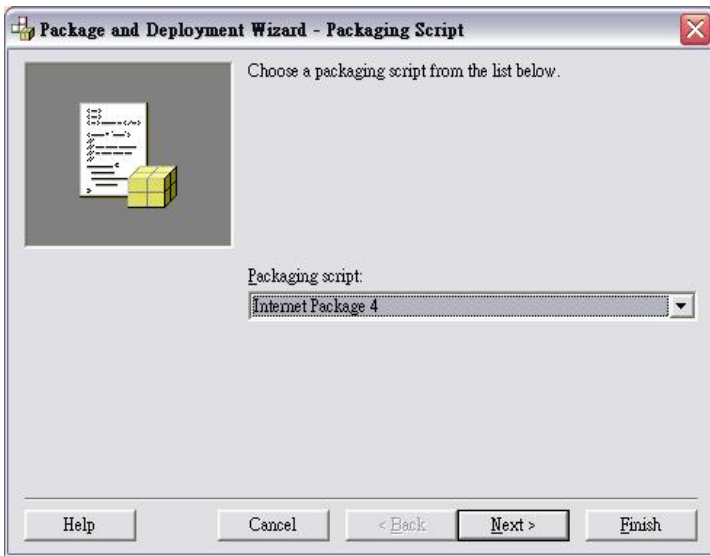 Package and Deployment Wizard - Packaging Script
Choose a packaging script from the list below.
Packaging script:
Internet Package 4
Help
Cancel
< Back
Next >
Finish